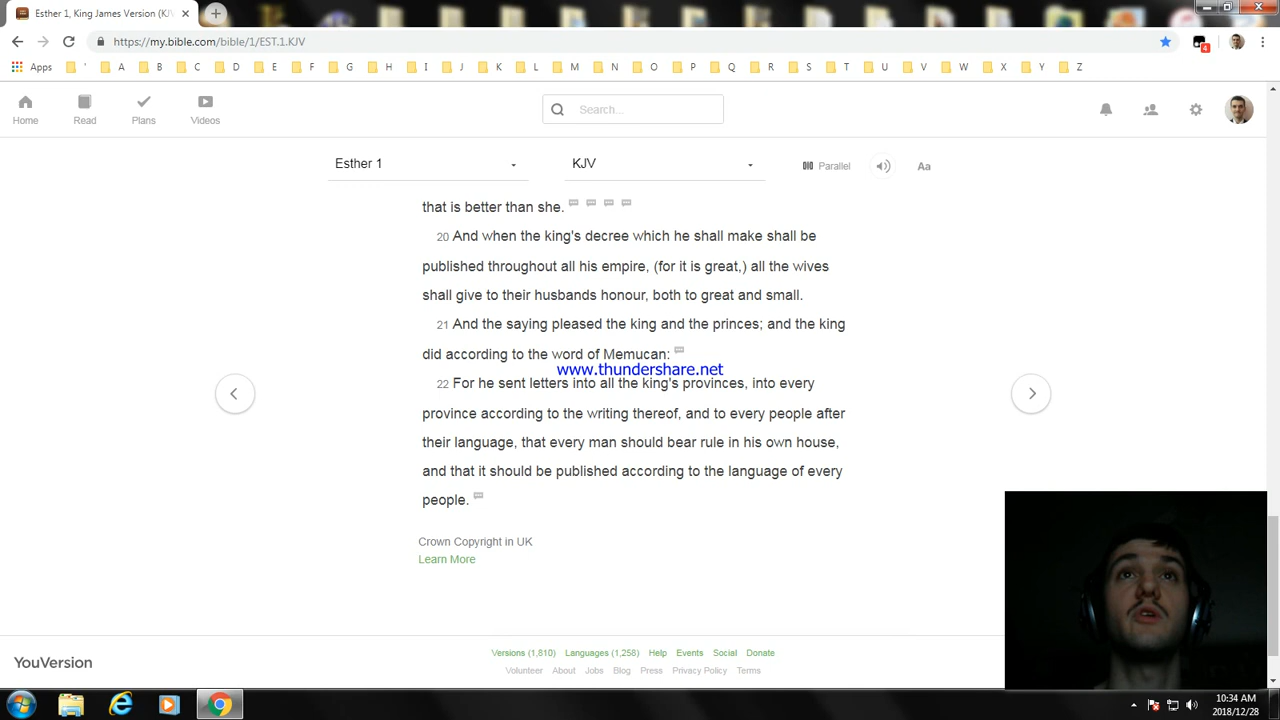 Esther 1, King James Version (KJ
https://my.bible.com/bible/1/EST.1.KJV
4
Apps ' A B C D E F G H I J K L M N O P Q R S T U V W X Y Z
Home Read Plans Videos
Search...
Esther 1 KJV Parallel Aa
that is better than she.
20 And when the king's decree which he shall make shall be
published throughout all his empire, (for it is great,) all the wives
shall give to their husbands honour, both to great and small.
21 And the saying pleased the king and the princes; and the king
did according to the word of Memucan:
www.thundershare.net
22 For he sent letters into all the king's provinces, into every
province according to the writing thereof, and to every people after
their language, that every man should bear rule in his own house,
and that it should be published according to the language of every
people.
Crown Copyright in UK
Learn More
YouVersion
Versions (1,810) Languages (1,258) Help Events Social Donate
Volunteer About Jobs Blog Press Privacy Policy Terms
10:34 AM
2018/12/28